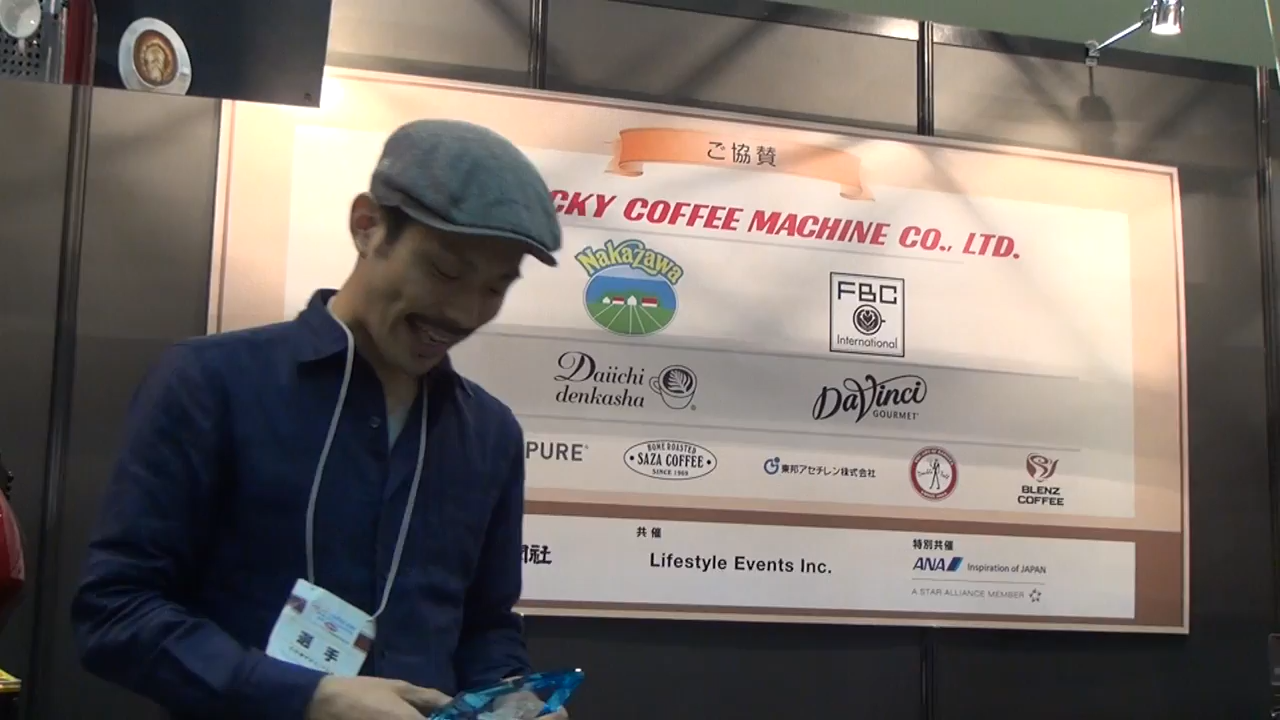 ご協賛
CKY COFFEE MACHINE CO., LTD.
Nakazawa
FBC
International
Daiichi
denkasha
DaVinci
GOURMET
PURE®
HOME ROASTED
SAZA COFFEE
SINCE 1969
東邦アセチレン株式会社
BLENZ
COFFEE
聞社
共催
Lifestyle Events Inc.
特別共催
ANA Inspiration of JAPAN
A STAR ALLIANCE MEMBER
選手